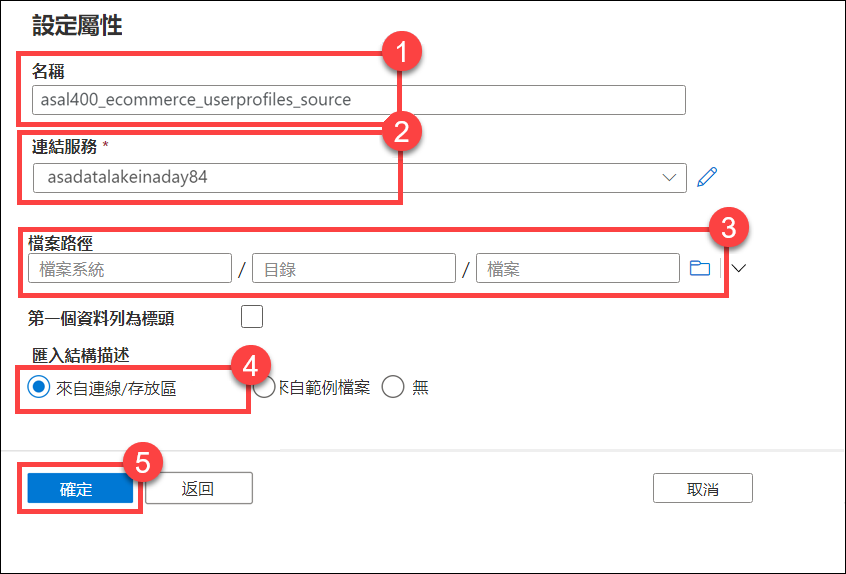 設定屬性
1
名稱
asal400_ecommerce_userprofiles_source
2
連結服務 *
asadatalakeinaday84
3
檔案路徑
檔案系統 / 目錄 / 檔案
第一個資料列為標頭
匯入結構描述
4
來自連線/存放區 來自範例檔案 無
5
確定 返回 取消